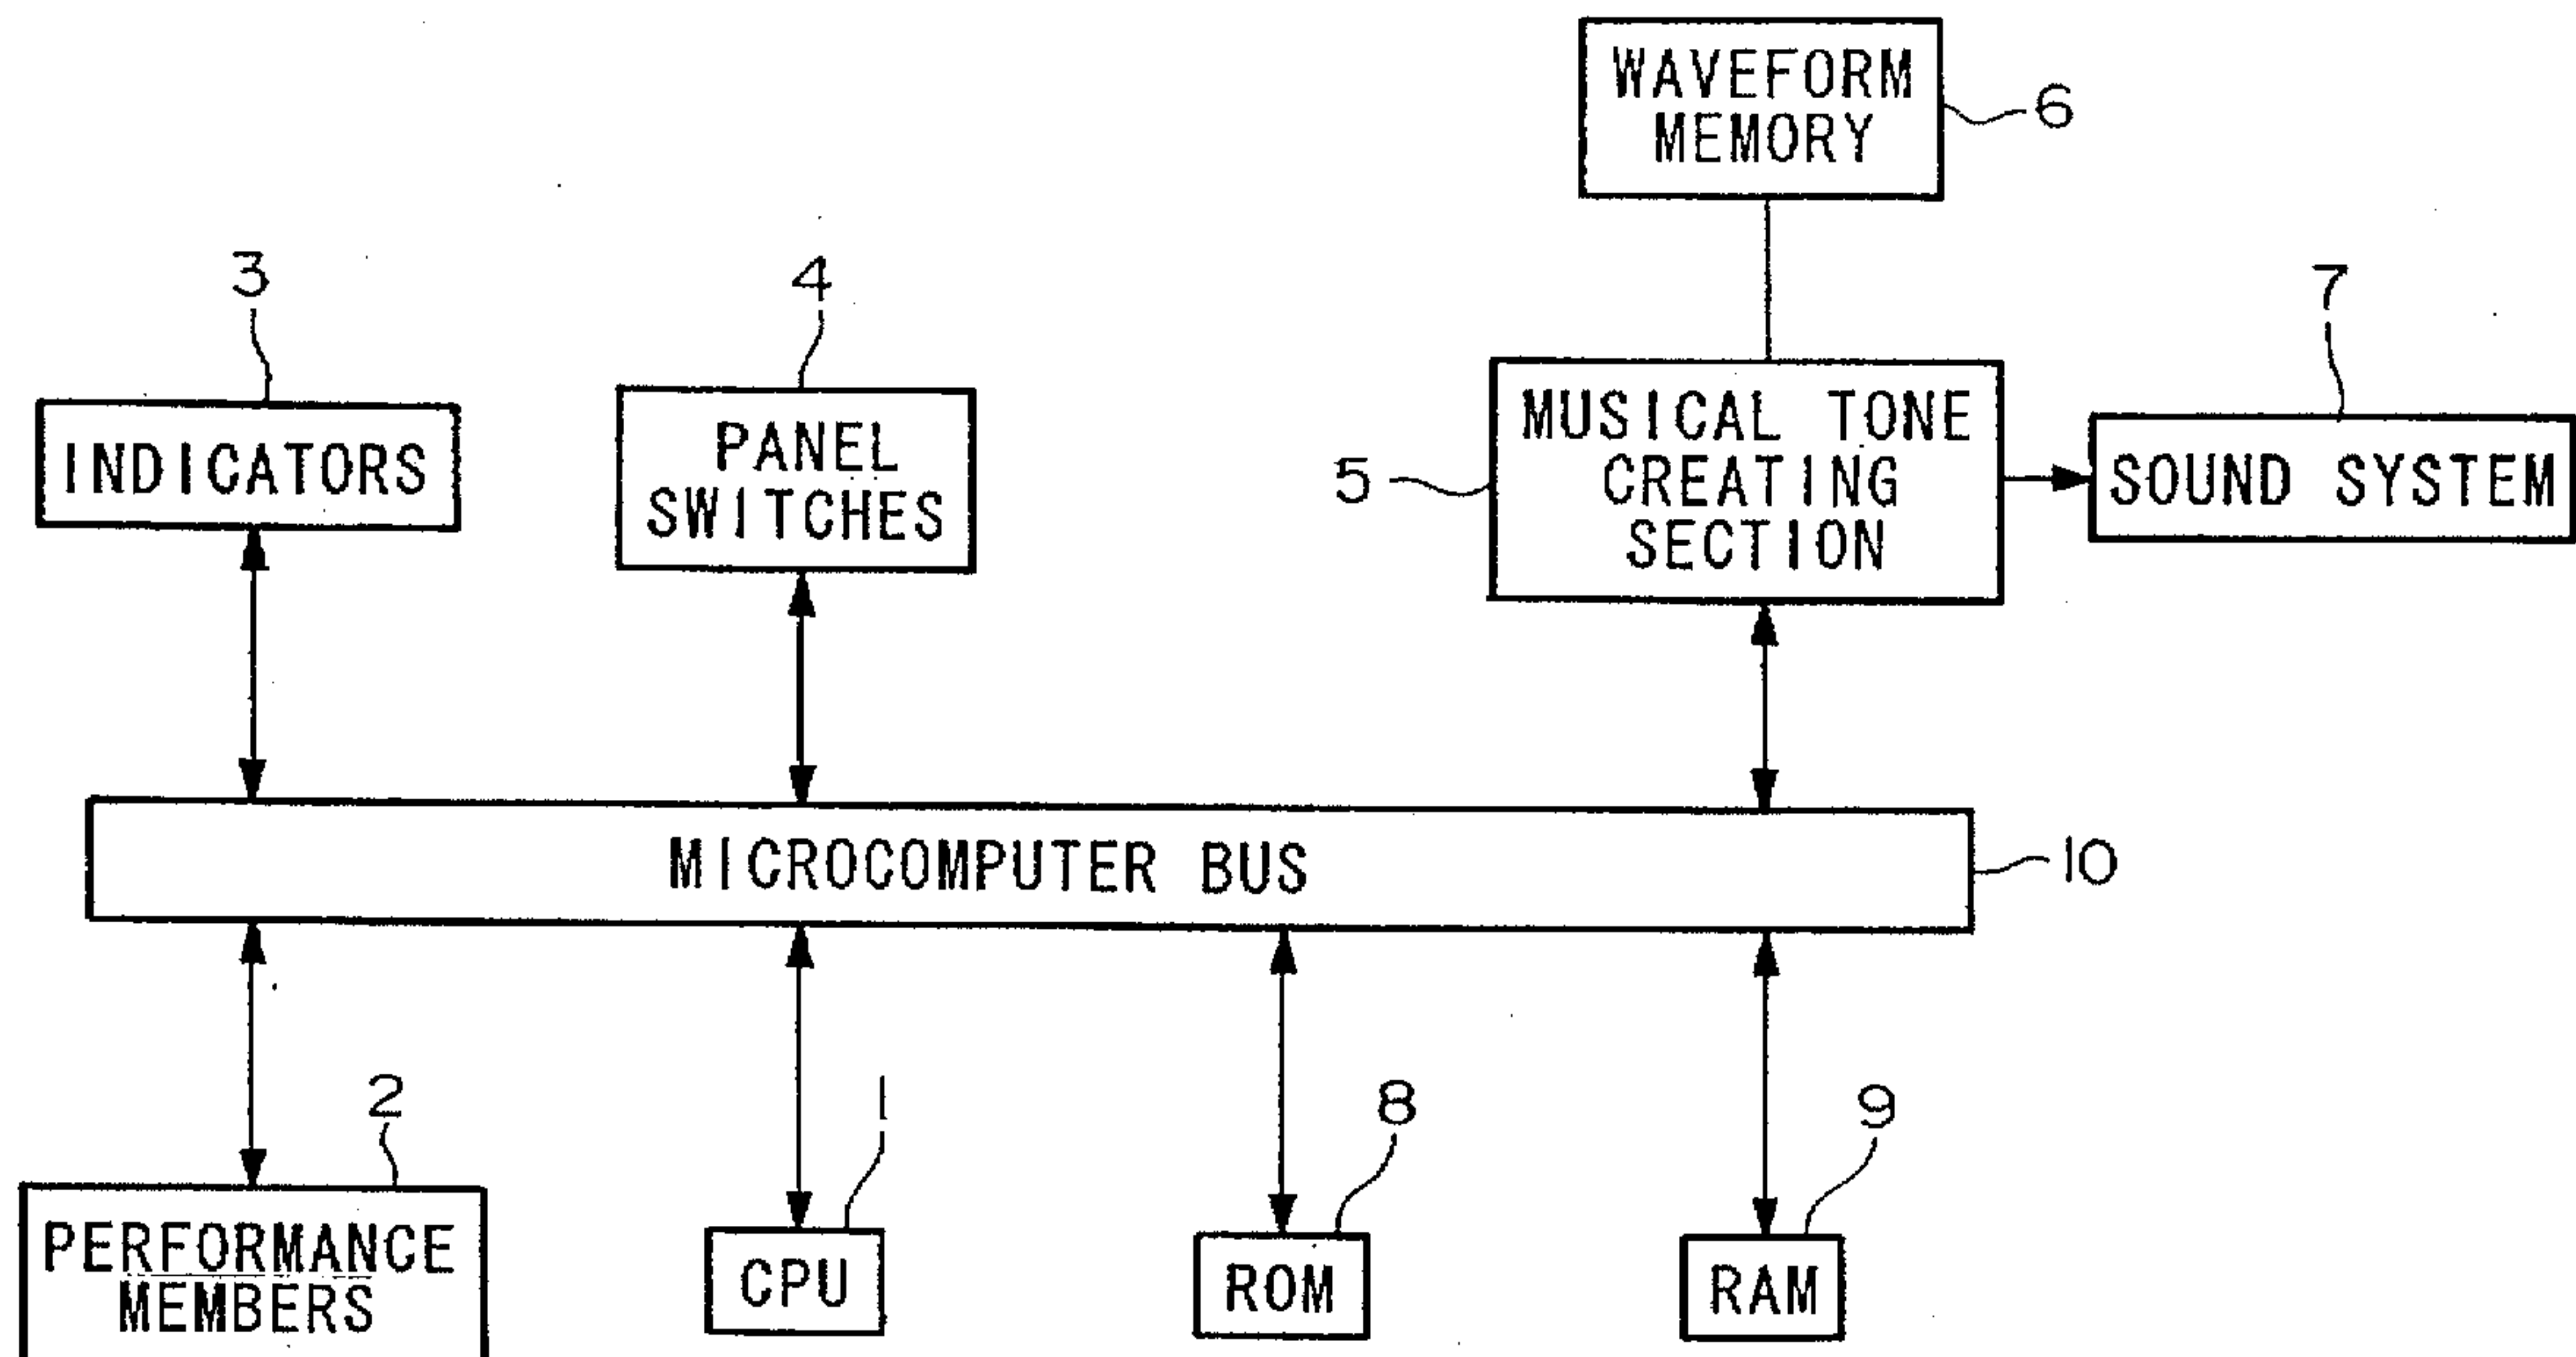 WAVEFORM
MEMORY
6
3
4
7
INDICATORS
PANEL
SWITCHES
5
MUSICAL TONE
CREATING
SECTION
SOUND SYSTEM
MICROCOMPUTER BUS
10
2
1
8
9
PERFORMANCE
MEMBERS
CPU
ROM
RAM